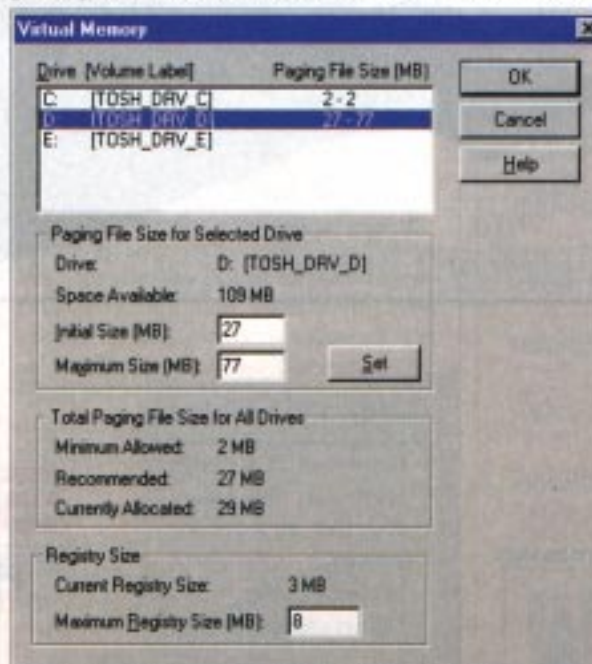 Virtual Memory
Drive [Volume Label] Paging File Size (MB)
C: [TOSH_DRV_C] 2 - 2
D: [TOSH_DRV_D] 27 - 77
E: [TOSH_DRV_E]
OK
Cancel
Help
Paging File Size for Selected Drive
Drive: D: [TOSH_DRV_D]
Space Available: 109 MB
Initial Size (MB): 27
Maximum Size (MB): 77
Set
Total Paging File Size for All Drives
Minimum Allowed: 2 MB
Recommended: 27 MB
Currently Allocated: 29 MB
Registry Size
Current Registry Size: 3 MB
Maximum Registry Size (MB): 8